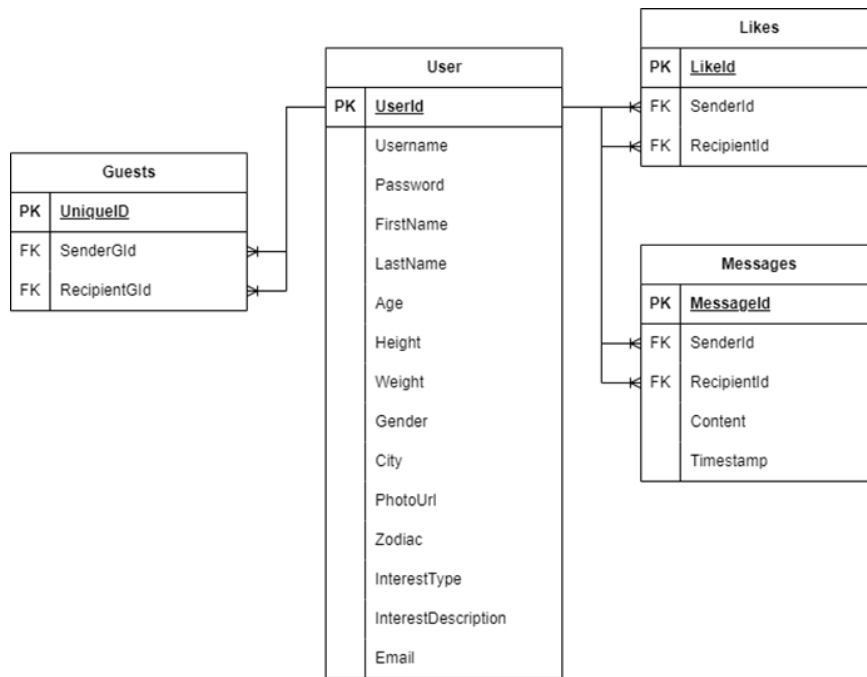 Likes
PK LikeId
FK SenderId
FK RecipientId
User
PK UserId
Username
Password
FirstName
LastName
Age
Height
Weight
Gender
City
PhotoUrl
Zodiac
InterestType
InterestDescription
Email
Guests
PK UniqueID
FK SenderGId
FK RecipientGId
Messages
PK MessageId
FK SenderId
FK RecipientId
Content
Timestamp